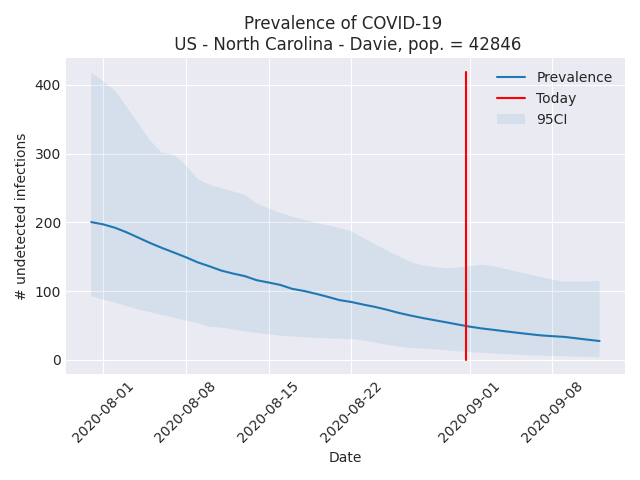 Prevalence of COVID-19
US - North Carolina - Davie, pop. = 42846
Prevalence
Today
95CI
# undetected infections
400
300
200
100
0
2020-08-01
2020-08-08
2020-08-15
2020-08-22
2020-09-01
2020-09-08
Date